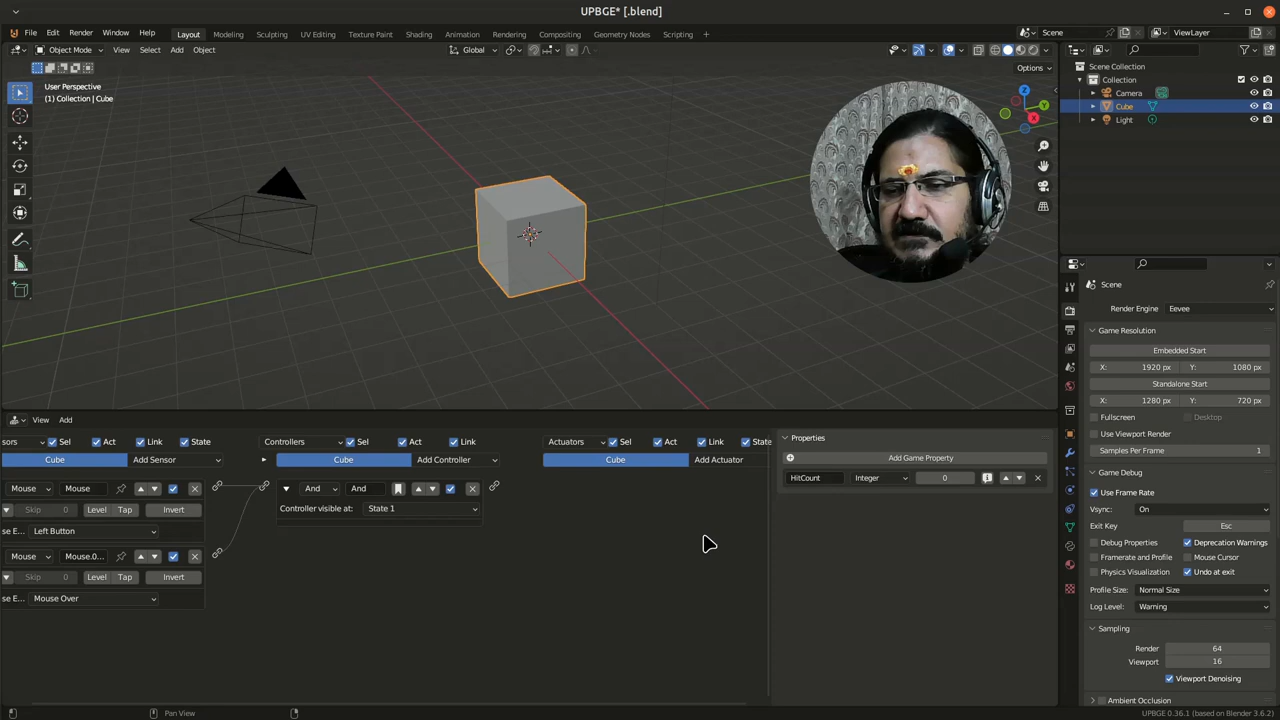 UPBGE* [.blend]
File Edit Render Window Help Layout Modeling Sculpting UV Editing Texture Paint Shading Animation Rendering Compositing Geometry Nodes Scripting Scene ViewLayer
Object Mode View Select Add Object Global
Options
User Perspective
(1) Collection | Cube
Z
Y
X
Scene Collection
Collection
Camera
Cube
Light
Scene
Render Engine Eevee
Game Resolution
Embedded Start
X: 1920 px Y: 1080 px
Standalone Start
X: 1280 px Y: 720 px
Fullscreen Desktop
Use Viewport Render
Samples Per Frame 1
Game Debug
Use Frame Rate
Vsync: On
Exit Key Esc
Debug Properties Deprecation Warnings
Framerate and Profile Mouse Cursor
Physics Visualization Undo at exit
Profile Size: Normal Size
Log Level: Warning
Sampling
Render 64
Viewport 16
Viewport Denoising
Ambient Occlusion
View Add
sors Sel Act Link State Controllers Sel Act Link Actuators Sel Act Link State
Cube Add Sensor Cube Add Controller Cube Add Actuator
Mouse Mouse And And
Skip 0 Level Tap Invert Controller visible at: State 1
se E... Left Button
Mouse Mouse.0...
Skip 0 Level Tap Invert
se E... Mouse Over
Properties
Add Game Property
HitCount Integer 0
Pan View
UPBGE 0.36.1 (based on Blender 3.6.2)